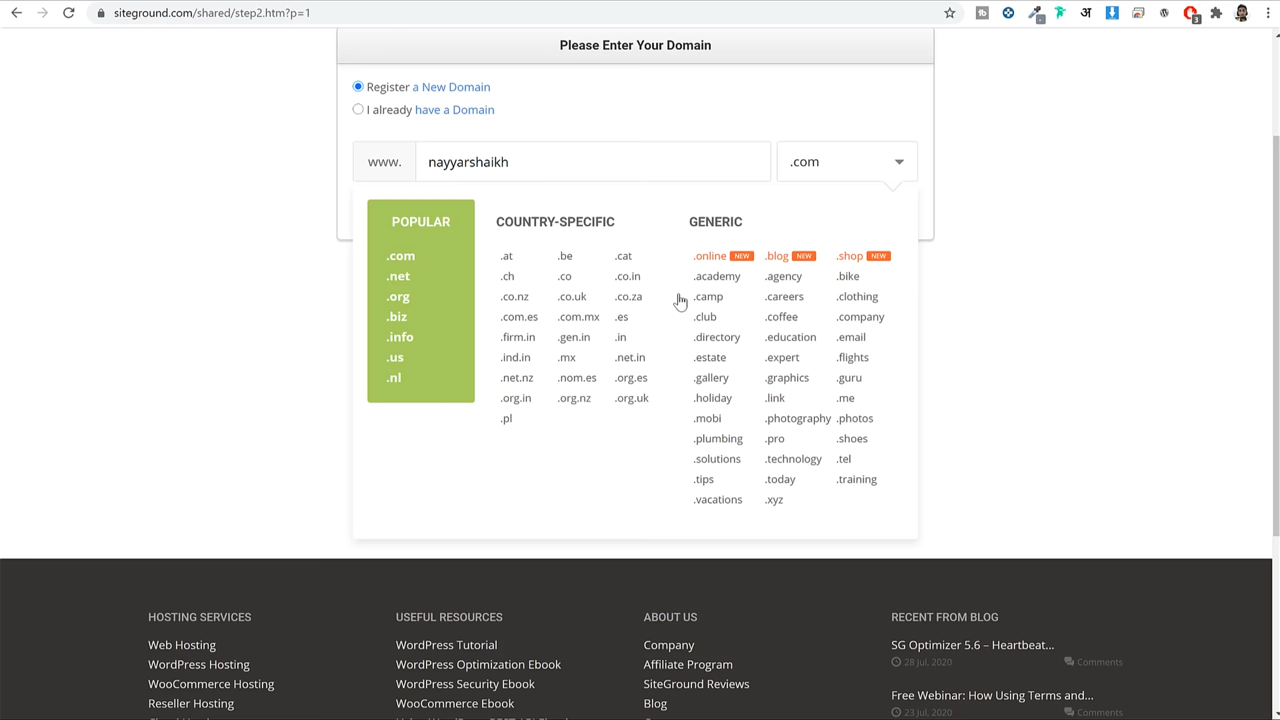 siteground.com/shared/step2.htm?p=1
Please Enter Your Domain
Register a New Domain
I already have a Domain
www. nayyarshaikh .com
POPULAR
.com
.net
.org
.biz
.info
.us
.nl
COUNTRY-SPECIFIC
.at .be .cat
.ch .co .co.in
.co.nz .co.uk .co.za
.com.es .com.mx .es
.firm.in .gen.in .in
.ind.in .mx .net.in
.net.nz .nom.es .org.es
.org.in .org.nz .org.uk
.pl
GENERIC
.online NEW .blog NEW .shop NEW
.academy .agency .bike
.camp .careers .clothing
.club .coffee .company
.directory .education .email
.estate .expert .flights
.gallery .graphics .guru
.holiday .link .me
.mobi .photography .photos
.plumbing .pro .shoes
.solutions .technology .tel
.tips .today .training
.vacations .xyz
HOSTING SERVICES
Web Hosting
WordPress Hosting
WooCommerce Hosting
Reseller Hosting
USEFUL RESOURCES
WordPress Tutorial
WordPress Optimization Ebook
WordPress Security Ebook
WooCommerce Ebook
ABOUT US
Company
Affiliate Program
SiteGround Reviews
Blog
RECENT FROM BLOG
SG Optimizer 5.6 – Heartbeat...
28 Jul, 2020 Comments
Free Webinar: How Using Terms and...
23 Jul, 2020 Comments